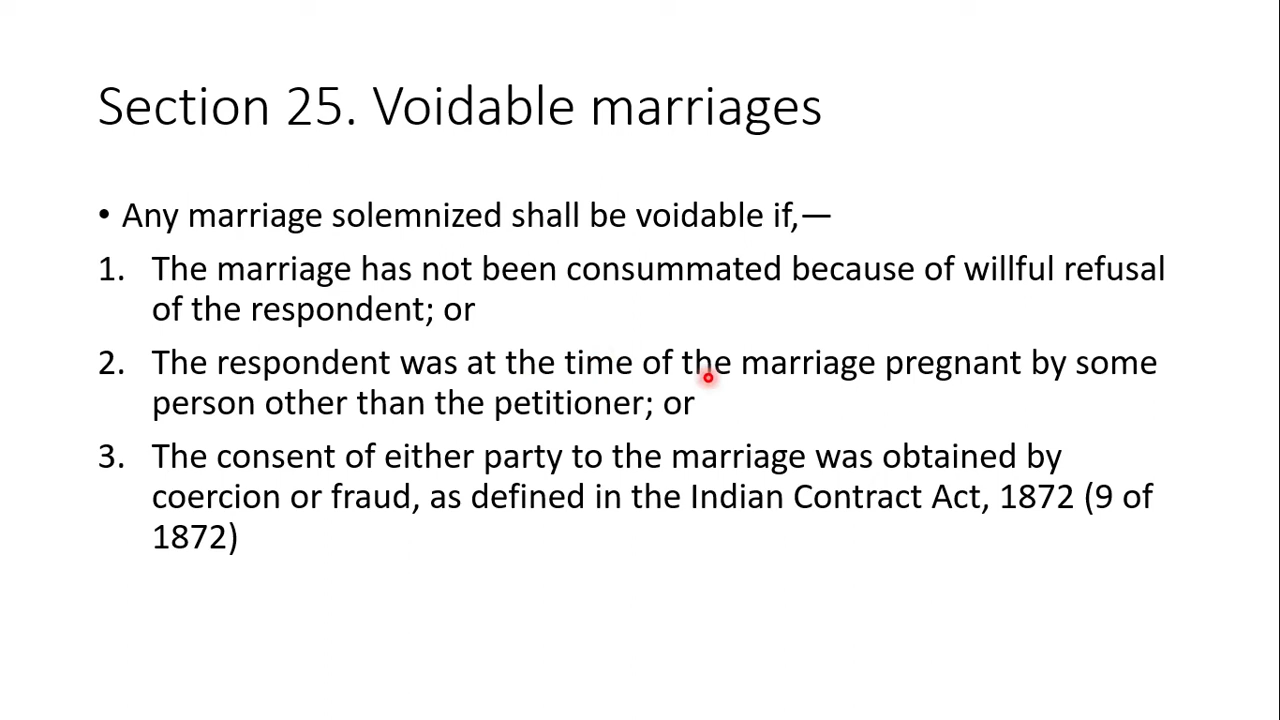 Section 25. Voidable marriages
• Any marriage solemnized shall be voidable if,—
1. The marriage has not been consummated because of willful refusal
of the respondent; or
2. The respondent was at the time of the marriage pregnant by some
person other than the petitioner; or
3. The consent of either party to the marriage was obtained by
coercion or fraud, as defined in the Indian Contract Act, 1872 (9 of
1872)